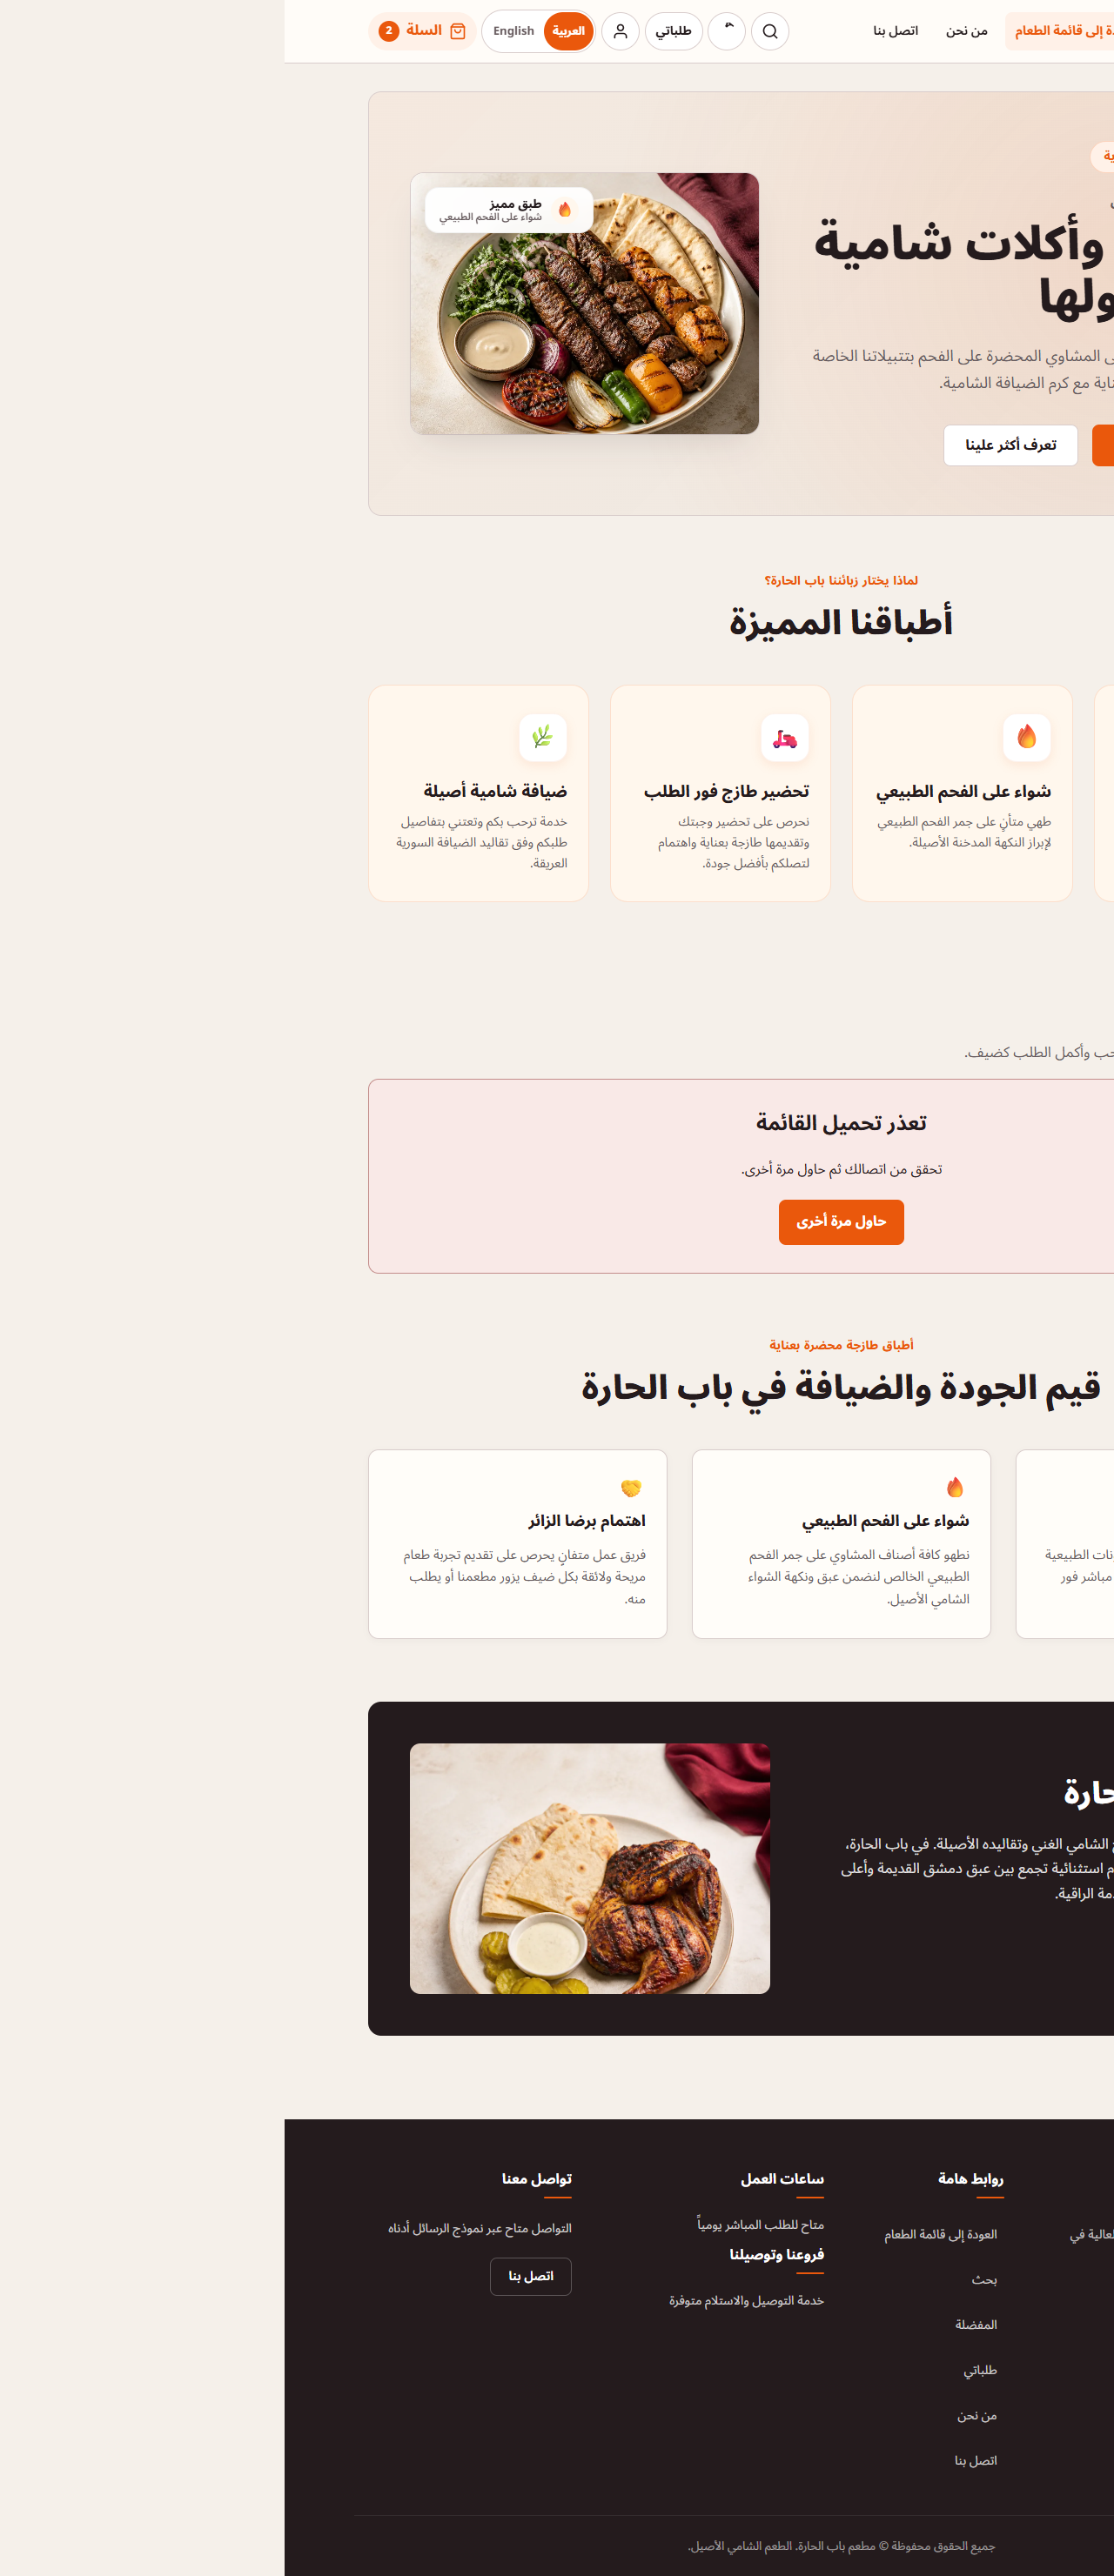 ة إلى قائمة الطعام
من نحن
اتصل بنا
طلباتي
العربية
English
السلة
2
ية
وأكلات شامية
ولها
ى المشاوي المحضرة على الفحم بتتبيلاتنا الخاصة
ناية مع كرم الضيافة الشامية.
تعرف أكثر علينا
طبق مميز
شواء على الفحم الطبيعي
لماذا يختار زبائننا باب الحارة؟
أطباقنا المميزة
شواء على الفحم الطبيعي
طهي متأنٍ على جمر الفحم الطبيعي
لإبراز النكهة المدخنة الأصيلة.
تحضير طازج فور الطلب
نحرص على تحضير وجبتك
وتقديمها طازجة بعناية واهتمام
لتصلكم بأفضل جودة.
ضيافة شامية أصيلة
خدمة ترحب بكم وتعتني بتفاصيل
طلبكم وفق تقاليد الضيافة السورية
العريقة.
حب وأكمل الطلب كضيف.
تعذر تحميل القائمة
تحقق من اتصالك ثم حاول مرة أخرى.
حاول مرة أخرى
أطباق طازجة محضرة بعناية
قيم الجودة والضيافة في باب الحارة
نات الطبيعية
مباشر فور
شواء على الفحم الطبيعي
نطهو كافة أصناف المشاوي على جمر الفحم
الطبيعي الخالص لنضمن عبق ونكهة الشواء
الشامي الأصيل.
اهتمام برضا الزائر
فريق عمل متفانٍ يحرص على تقديم تجربة طعام
مريحة ولائقة بكل ضيف يزور مطعمنا أو يطلب
منه.
حارة
خ الشامي الغني وتقاليده الأصيلة. في باب الحارة،
م استثنائية تجمع بين عبق دمشق القديمة وأعلى
مة الراقية.
عالية في
روابط هامة
العودة إلى قائمة الطعام
بحث
المفضلة
طلباتي
من نحن
اتصل بنا
ساعات العمل
متاح للطلب المباشر يومياً
فروعنا وتوصيلنا
خدمة التوصيل والاستلام متوفرة
تواصل معنا
التواصل متاح عبر نموذج الرسائل أدناه
اتصل بنا
جميع الحقوق محفوظة © مطعم باب الحارة. الطعم الشامي الأصيل.